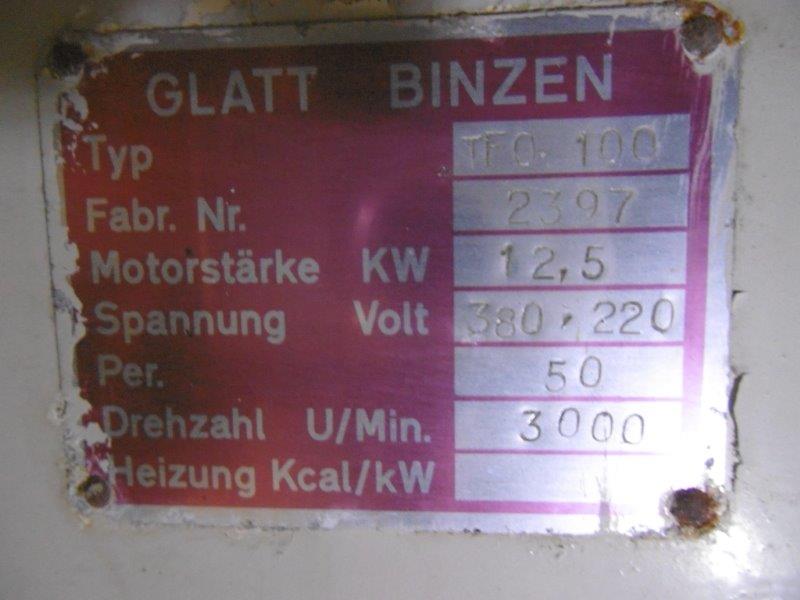 GLATT BINZEN
Typ TFO. 100
Fabr. Nr. 2397
Motorstärke KW 12,5
Spannung Volt 380, 220
Per. 50
Drehzahl U/Min. 3000
Heizung Kcal/kW